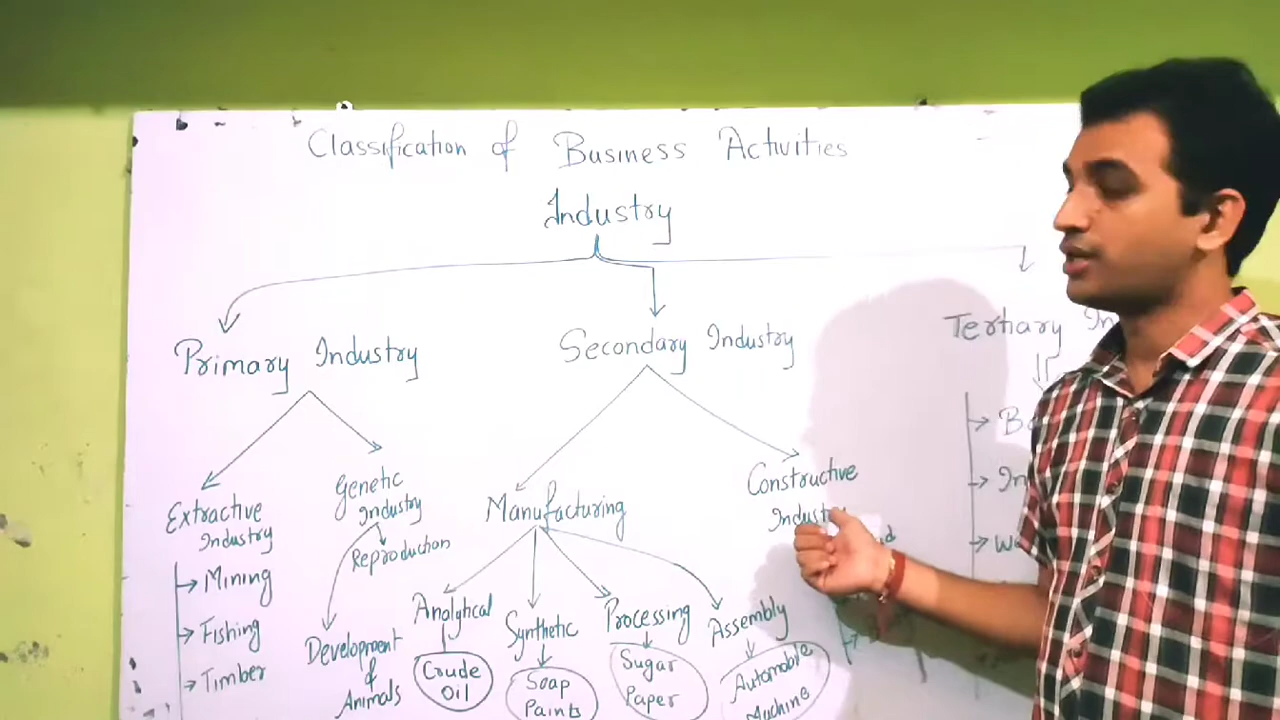 Classification of Business Activities
Industry
Primary Industry
Secondary Industry
Tertiary
Extractive
Industry
Mining
Fishing
Timber
Genetic
Industry
Reproduction
Development
of
Animals
Manufacturing
Analytical
Crude
Oil
Synthetic
Soap
Paints
Processing
Sugar
Paper
Assembly
Automobile
Machine
Constructive
Industry